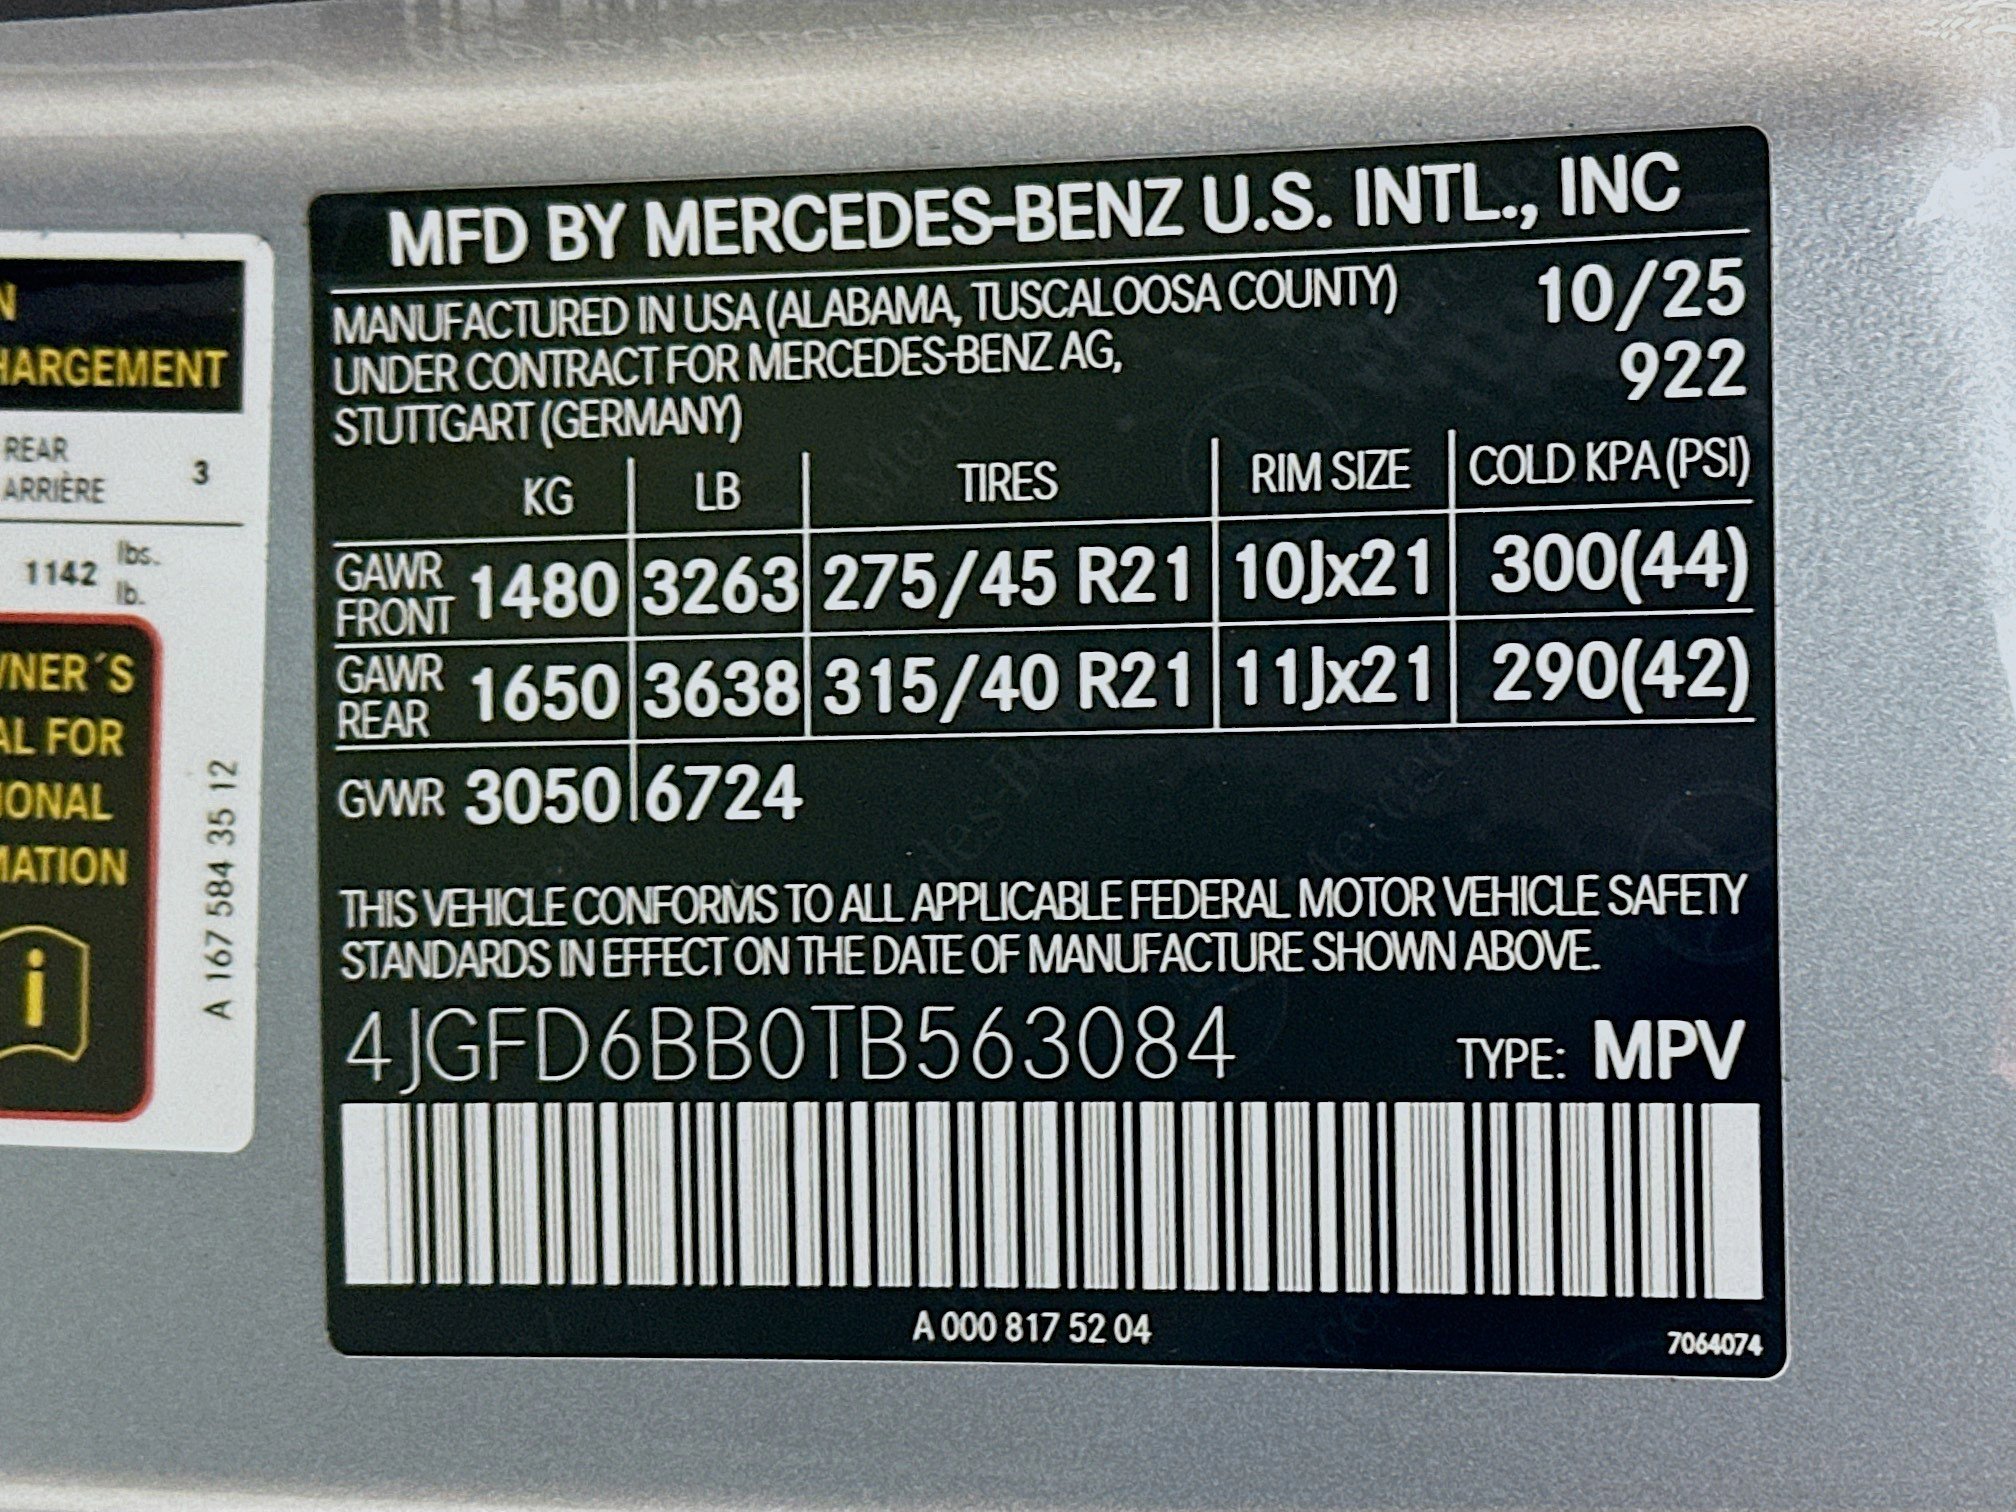 N
HARGEMENT
REAR
ARRIÈRE
3
1142 lbs.
lb.
WNER´S
AL FOR
IONAL
MATION
i
A 167 584 35 12
MFD BY MERCEDES-BENZ U.S. INTL., INC
MANUFACTURED IN USA (ALABAMA, TUSCALOOSA COUNTY) 10/25
UNDER CONTRACT FOR MERCEDES-BENZ AG, 922
STUTTGART (GERMANY)
KG LB TIRES RIM SIZE COLD KPA (PSI)
GAWR FRONT 1480 3263 275/45 R21 10Jx21 300(44)
GAWR REAR 1650 3638 315/40 R21 11Jx21 290(42)
GVWR 3050 6724
THIS VEHICLE CONFORMS TO ALL APPLICABLE FEDERAL MOTOR VEHICLE SAFETY
STANDARDS IN EFFECT ON THE DATE OF MANUFACTURE SHOWN ABOVE.
4JGFD6BB0TB563084 TYPE: MPV
A 000 817 52 04
7064074